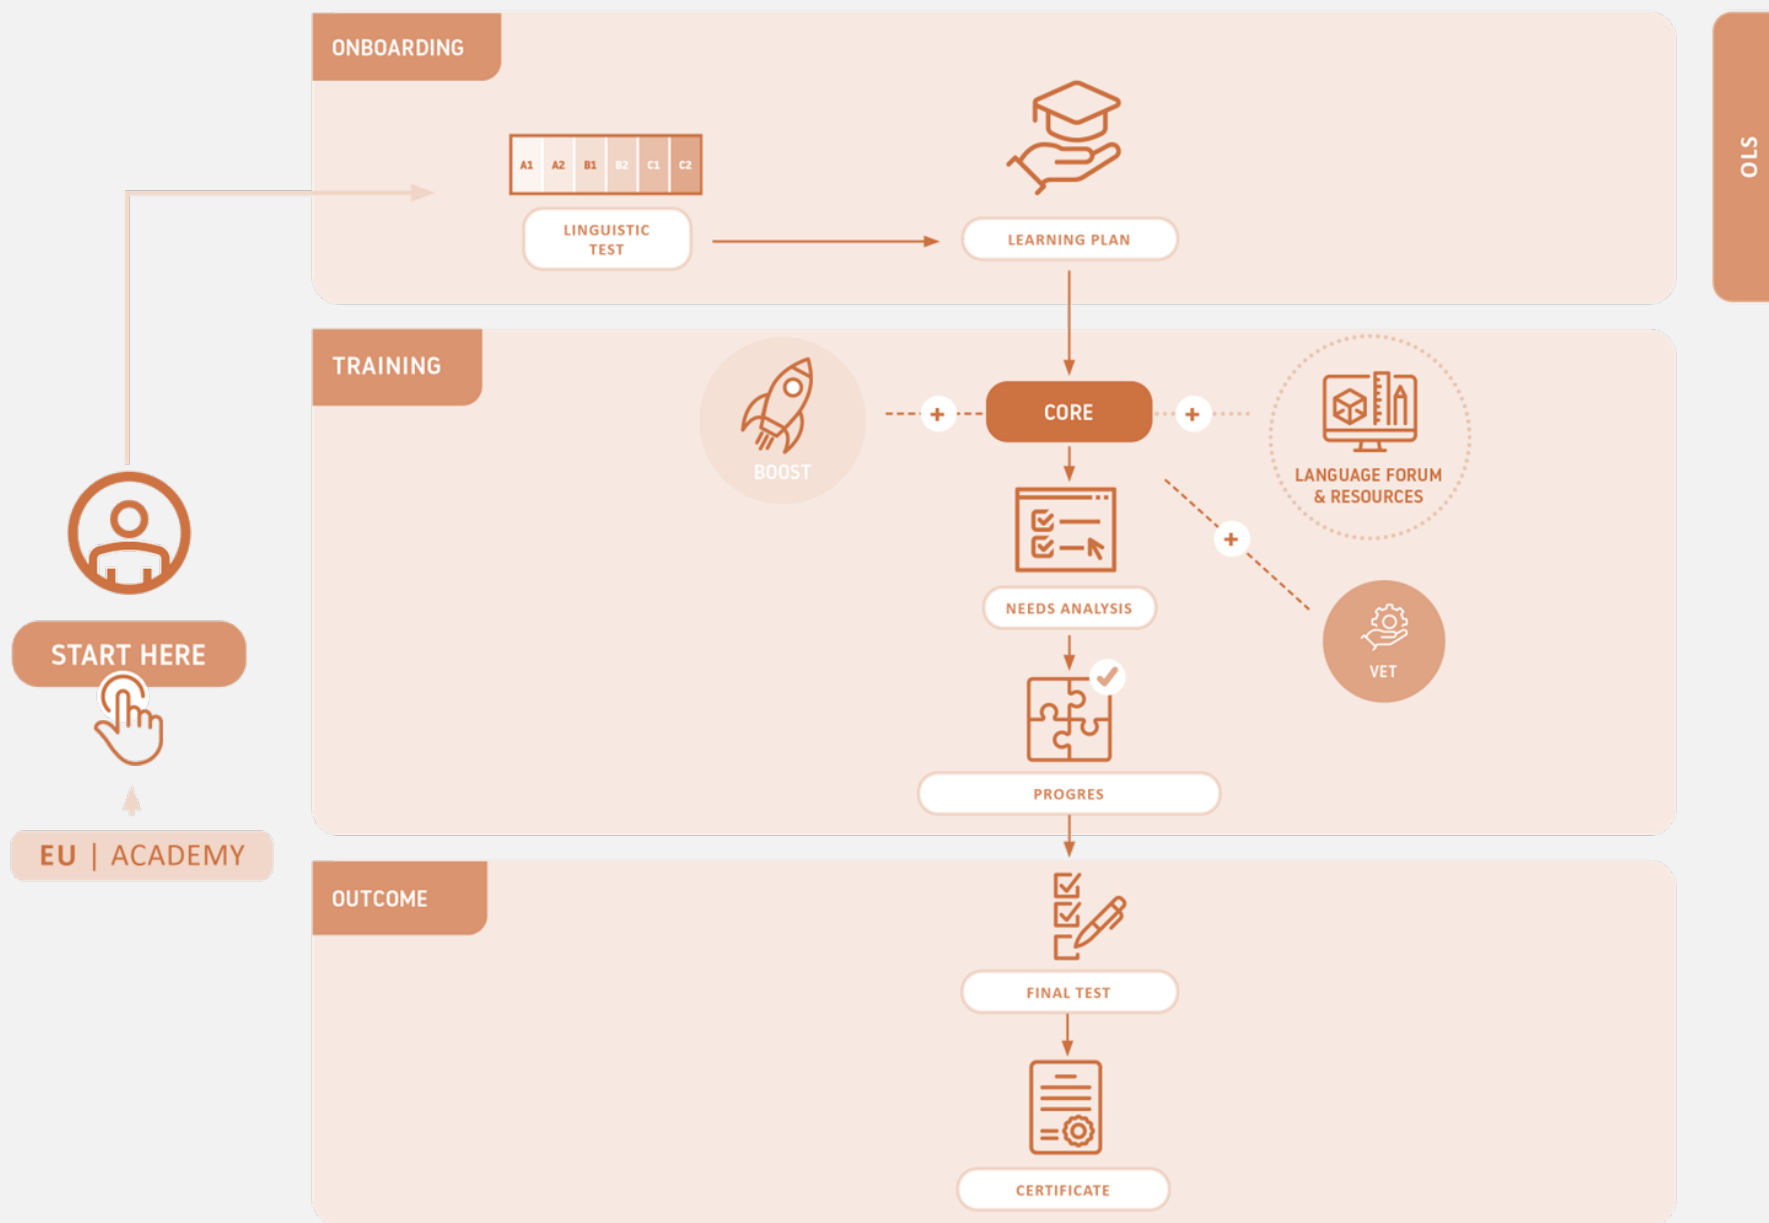 ONBOARDING
A1 A2 B1 B2 C1 C2
LINGUISTIC
TEST
LEARNING PLAN
OLS
TRAINING
BOOST
CORE
LANGUAGE FORUM
& RESOURCES
NEEDS ANALYSIS
VET
PROGRES
START HERE
EU | ACADEMY
OUTCOME
FINAL TEST
CERTIFICATE